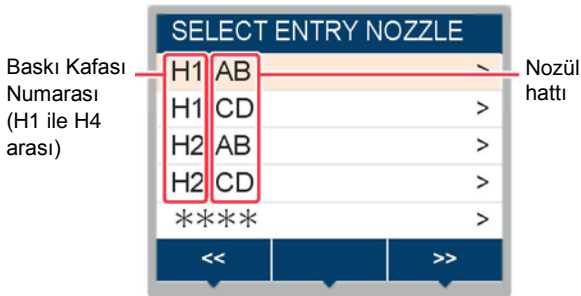 SELECT ENTRY NOZZLE
Baskı Kafası
Numarası
(H1 ile H4
arası)
H1 AB >
H1 CD >
H2 AB >
H2 CD >
**** >
<< >>
Nozül
hattı